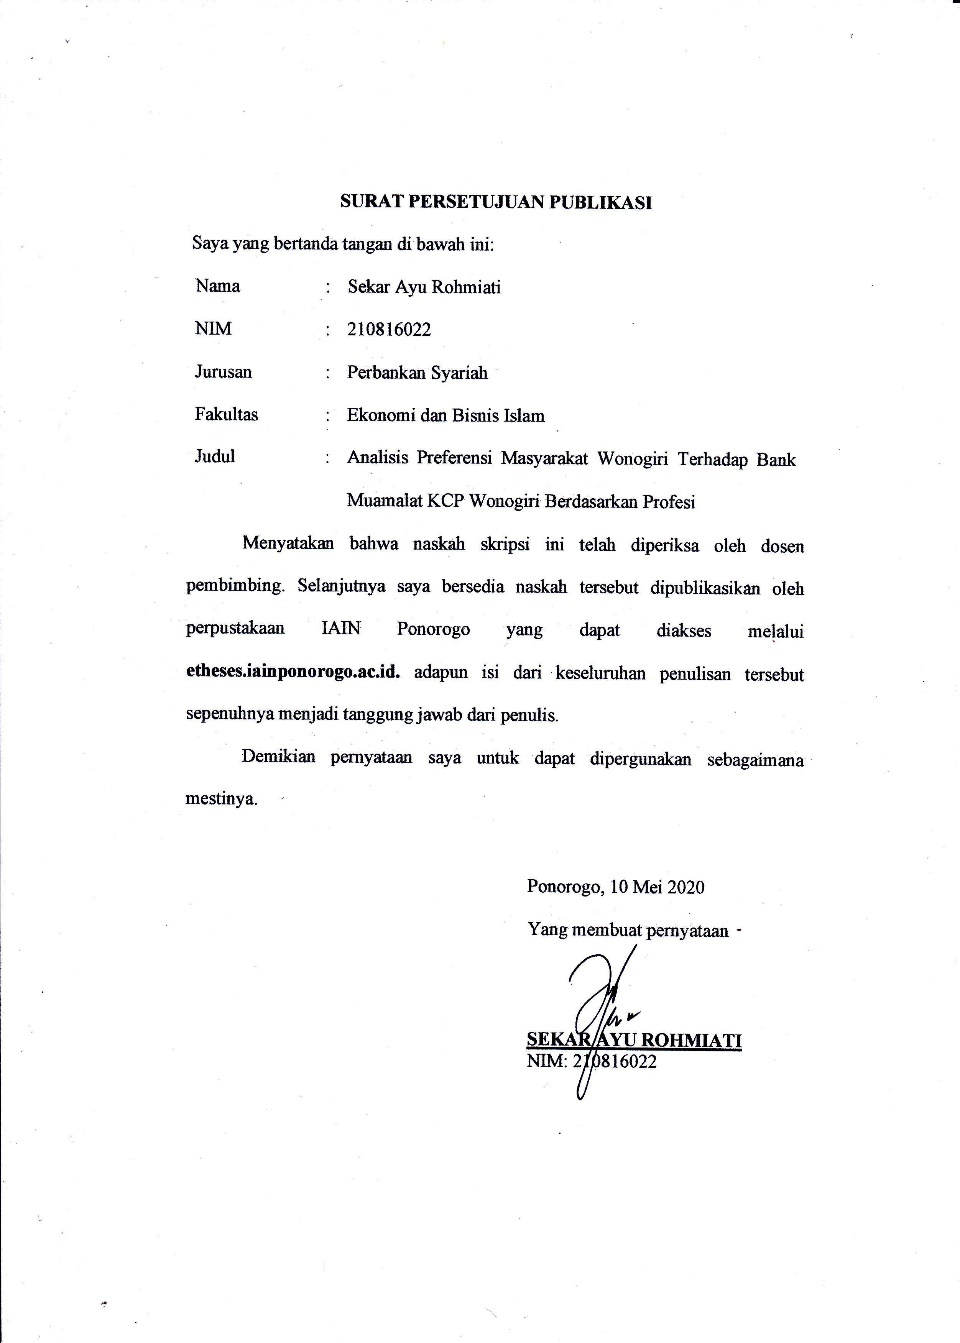 SURAT PERSETUJUAN PUBLIKASI
Saya yang bertanda tangan di bawah ini:
Nama : Sekar Ayu Rohmiati
NIM : 210816022
Jurusan : Perbankan Syariah
Fakultas : Ekonomi dan Bisnis Islam
Judul : Analisis Preferensi Masyarakat Wonogiri Terhadap Bank
Muamalat KCP Wonogiri Berdasarkan Profesi
Menyatakan bahwa naskah skripsi ini telah diperiksa oleh dosen
pembimbing. Selanjutnya saya bersedia naskah tersebut dipublikasikan oleh
perpustakaan IAIN Ponorogo yang dapat diakses melalui
etheses.iainponorogo.ac.id. adapun isi dari keseluruhan penulisan tersebut
sepenuhnya menjadi tanggung jawab dari penulis.
Demikian pernyataan saya untuk dapat dipergunakan sebagaimana
mestinya.
Ponorogo, 10 Mei 2020
Yang membuat pernyataan
SEKAR AYU ROHMIATI
NIM: 210816022